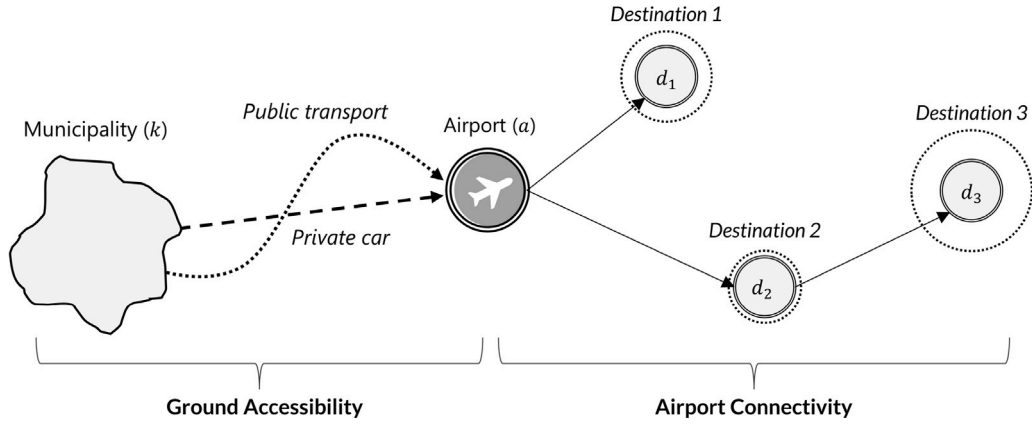 Destination 1
d₁
Public transport
Municipality (k)
Airport (a)
Destination 3
d₃
Private car
Destination 2
d₂
Ground Accessibility
Airport Connectivity